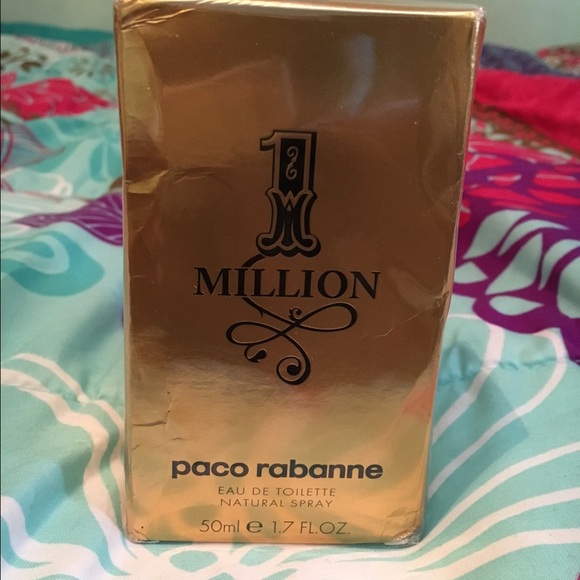 1
MILLION
paco rabanne
EAU DE TOILETTE
NATURAL SPRAY
50ml e 1.7 FL.OZ.